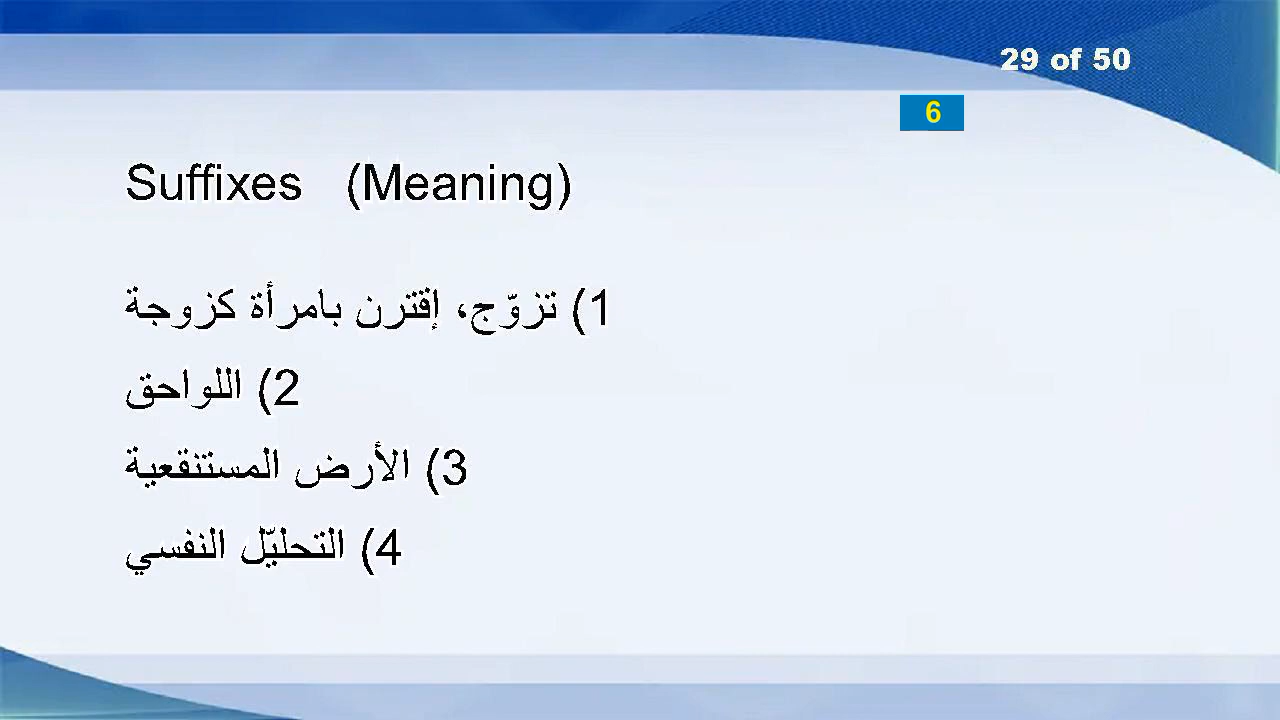 29 of 50
6
Suffixes (Meaning)
1) تزوّج، إقترن بامرأة كزوجة
2) اللواحق
3) الأرض المستنقعية
4) التحليّل النفسي